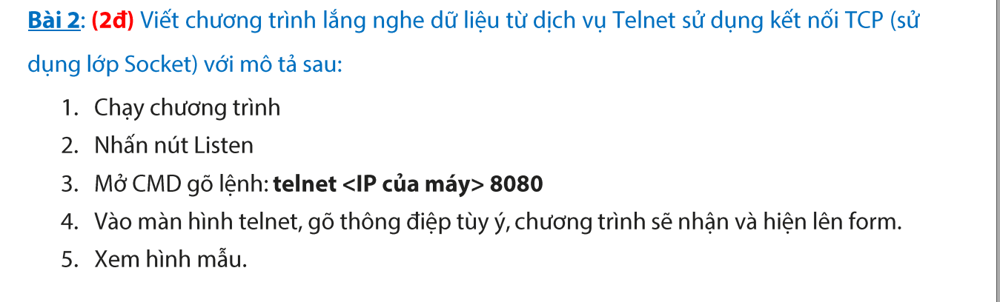 Bài 2: (2đ) Viết chương trình lắng nghe dữ liệu từ dịch vụ Telnet sử dụng kết nối TCP (sử
dụng lớp Socket) với mô tả sau:
1. Chạy chương trình
2. Nhấn nút Listen
3. Mở CMD gõ lệnh: telnet <IP của máy> 8080
4. Vào màn hình telnet, gõ thông điệp tùy ý, chương trình sẽ nhận và hiện lên form.
5. Xem hình mẫu.